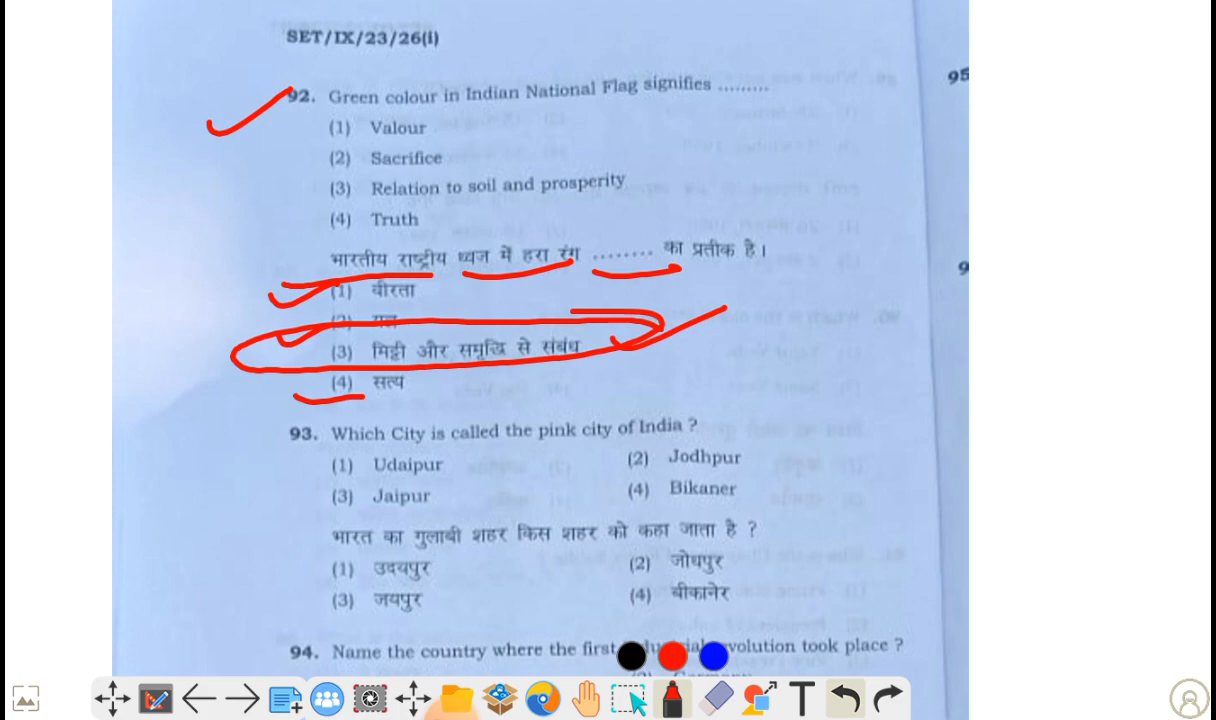 SET/IX/23/26(i)
92. Green colour in Indian National Flag signifies .........
(1) Valour
(2) Sacrifice
(3) Relation to soil and prosperity
(4) Truth
भारतीय राष्ट्रीय ध्वज में हरा रंग ........ का प्रतीक है।
(1) वीरता
(2)
(3) मिट्टी और समृद्धि से संबंध
(4) सत्य
93. Which City is called the pink city of India ?
(1) Udaipur (2) Jodhpur
(3) Jaipur (4) Bikaner
भारत का गुलाबी शहर किस शहर को कहा जाता है ?
(1) उदयपुर (2) जोधपुर
(3) जयपुर (4) बीकानेर
94. Name the country where the first evolution took place ?
95
9
T